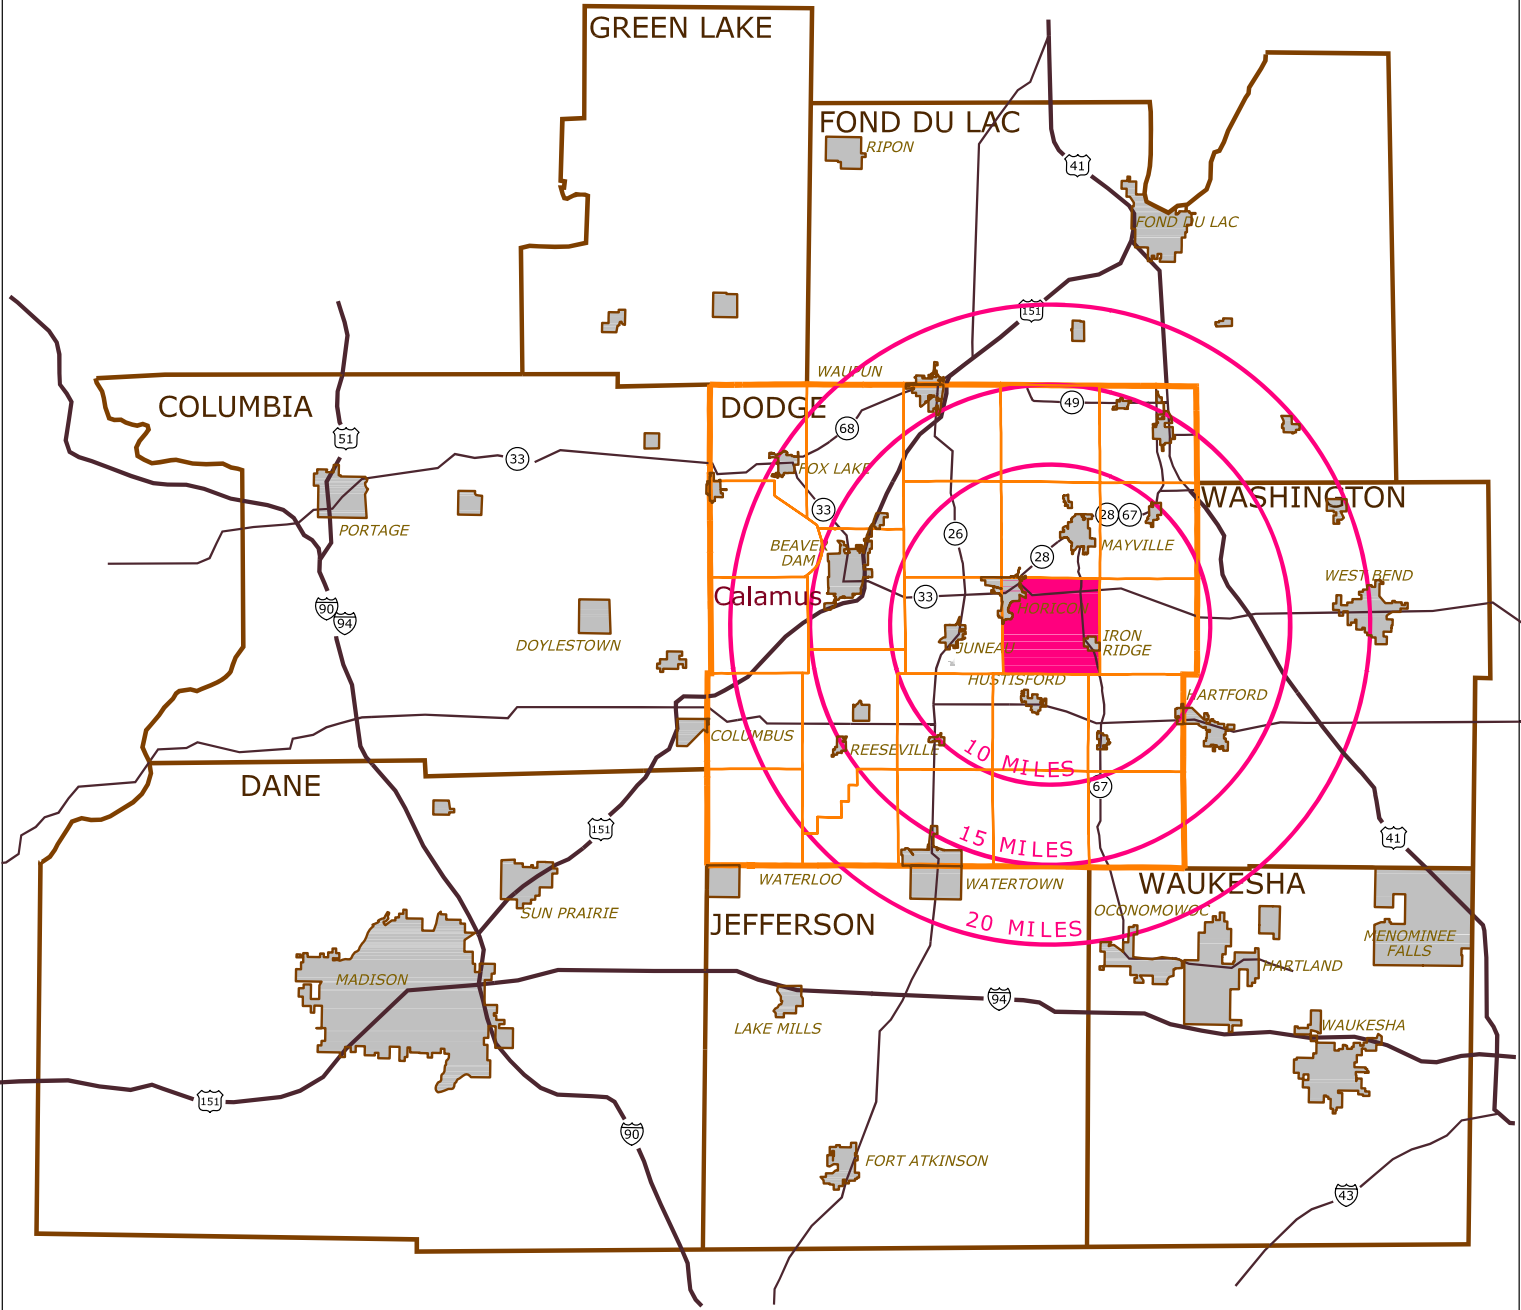 GREEN LAKE
FOND DU LAC
RIPON
41
FOND DU LAC
151
WAUPUN
COLUMBIA
DODGE
49
68
51
33
FOX LAKE
WASHINGTON
33
28
67
PORTAGE
26
BEAVER
DAM
MAYVILLE
28
WEST BEND
Calamus
33
90
94
HORICON
DOYLESTOWN
JUNEAU
IRON
RIDGE
HUSTISFORD
HARTFORD
COLUMBUS
REESEVILLE
10 MILES
DANE
67
151
15 MILES
41
WATERLOO
WATERTOWN
WAUKESHA
SUN PRAIRIE
JEFFERSON
20 MILES
OCONOMOWOC
MENOMINEE
FALLS
MADISON
HARTLAND
94
LAKE MILLS
WAUKESHA
151
90
FORT ATKINSON
43